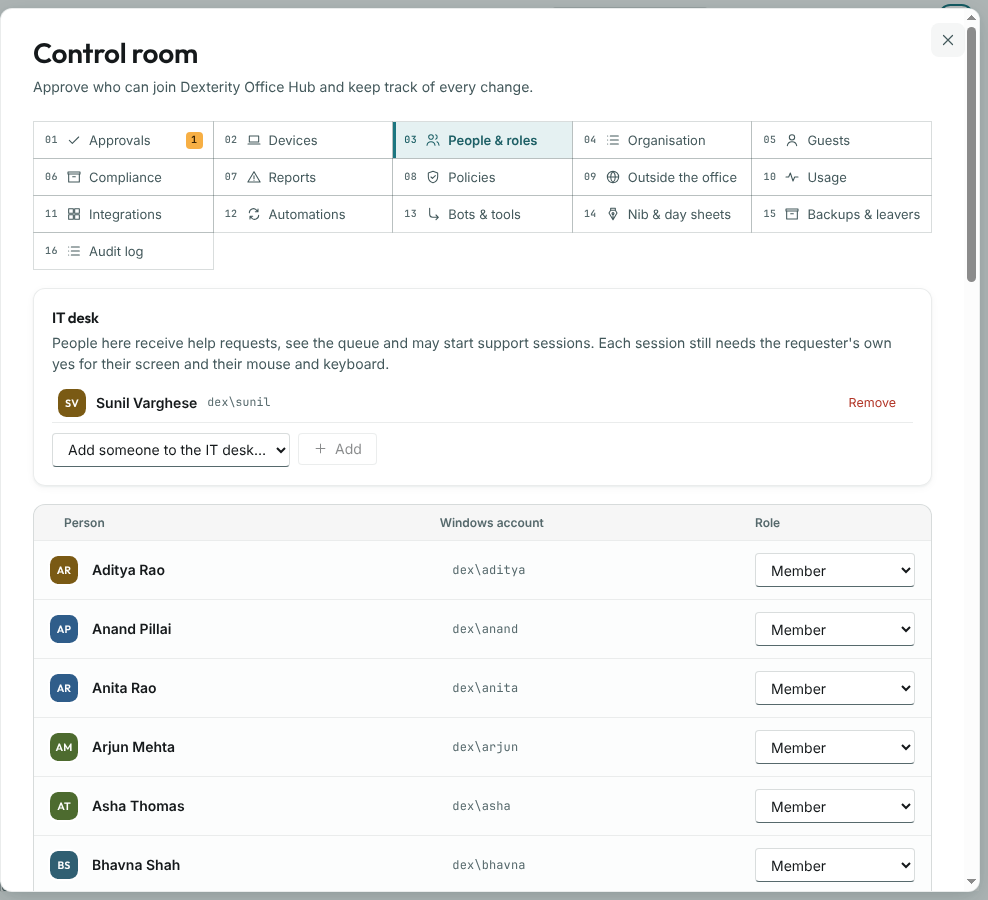 Control room
Approve who can join Dexterity Office Hub and keep track of every change.
01 Approvals 1
02 Devices
03 People & roles
04 Organisation
05 Guests
06 Compliance
07 Reports
08 Policies
09 Outside the office
10 Usage
11 Integrations
12 Automations
13 Bots & tools
14 Nib & day sheets
15 Backups & leavers
16 Audit log
IT desk
People here receive help requests, see the queue and may start support sessions. Each session still needs the requester's own
yes for their screen and their mouse and keyboard.
SV Sunil Varghese dex\sunil Remove
Add someone to the IT desk... + Add
Person Windows account Role
AR Aditya Rao dex\aditya Member
AP Anand Pillai dex\anand Member
AR Anita Rao dex\anita Member
AM Arjun Mehta dex\arjun Member
AT Asha Thomas dex\asha Member
BS Bhavna Shah dex\bhavna Member